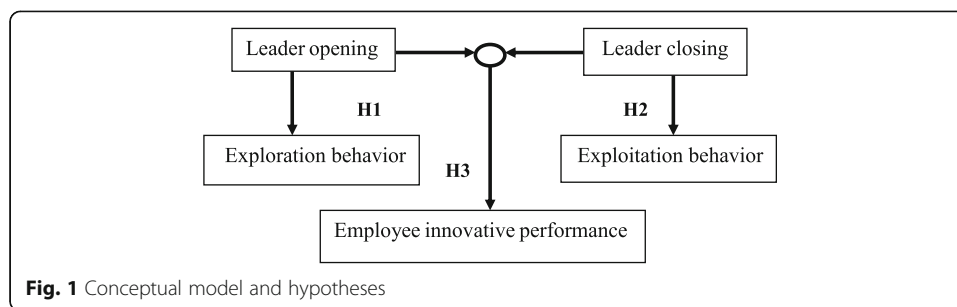 Leader opening
Leader closing
H1
H2
Exploration behavior
Exploitation behavior
H3
Employee innovative performance
Fig. 1 Conceptual model and hypotheses